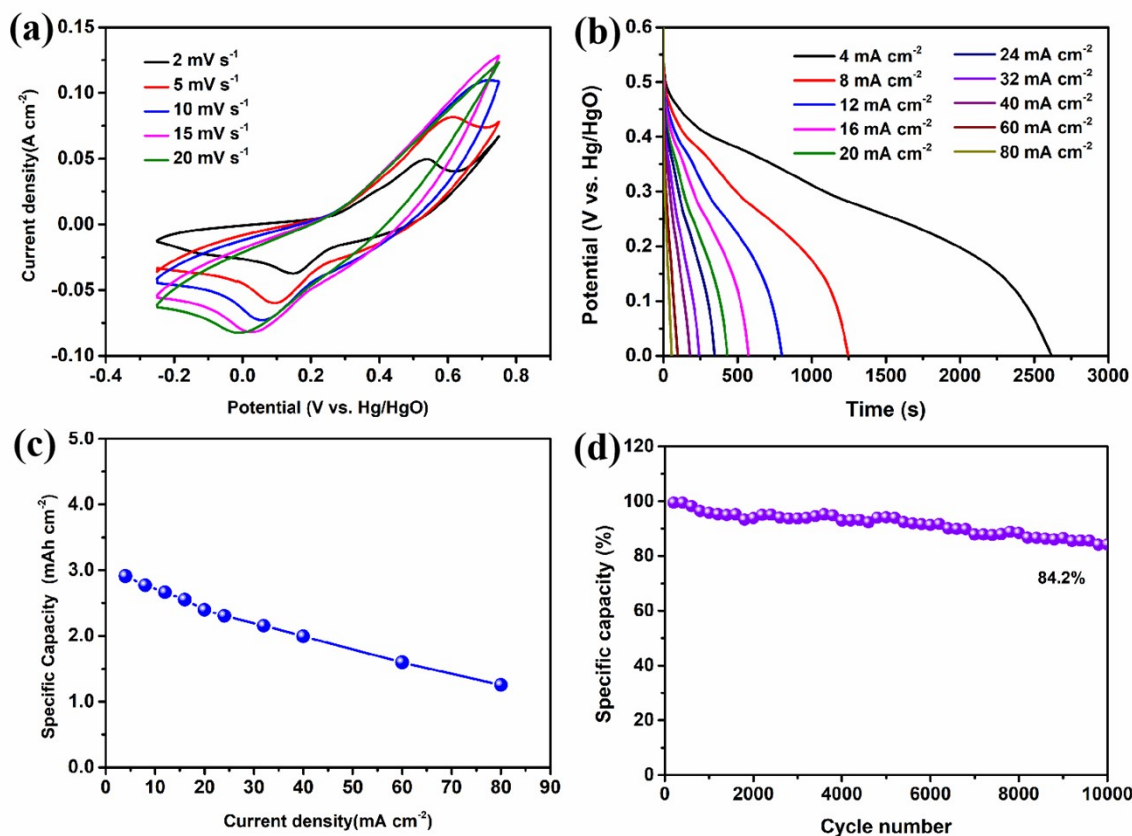 (a)
0.15
0.10
0.05
0.00
-0.05
-0.10
Current density(A cm⁻²)
2 mV s⁻¹
5 mV s⁻¹
10 mV s⁻¹
15 mV s⁻¹
20 mV s⁻¹
-0.4 -0.2 0.0 0.2 0.4 0.6 0.8
Potential (V vs. Hg/HgO)
(b)
0.6
0.5
0.4
0.3
0.2
0.1
0.0
Potential (V vs. Hg/HgO)
4 mA cm⁻²
8 mA cm⁻²
12 mA cm⁻²
16 mA cm⁻²
20 mA cm⁻²
24 mA cm⁻²
32 mA cm⁻²
40 mA cm⁻²
60 mA cm⁻²
80 mA cm⁻²
0 500 1000 1500 2000 2500 3000
Time (s)
(c)
5.0
4.0
3.0
2.0
1.0
0.0
Specific Capacity (mAh cm⁻²)
0 10 20 30 40 50 60 70 80 90
Current density(mA cm⁻²)
(d)
120
100
80
60
40
20
0
Specific capacity (%)
84.2%
0 2000 4000 6000 8000 10000
Cycle number